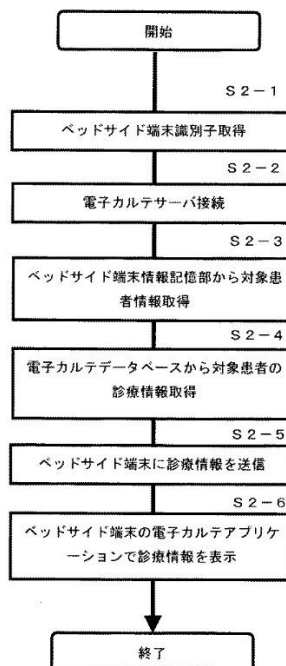 開始
S2-1
ベッドサイド端末識別子取得
S2-2
電子カルテサーバ接続
S2-3
ベッドサイド端末情報記憶部から対象患
者情報取得
S2-4
電子カルテデータベースから対象患者の
診療情報取得
S2-5
ベッドサイド端末に診療情報を送信
S2-6
ベッドサイド端末の電子カルテアプリケ
ーションで診療情報を表示
終了